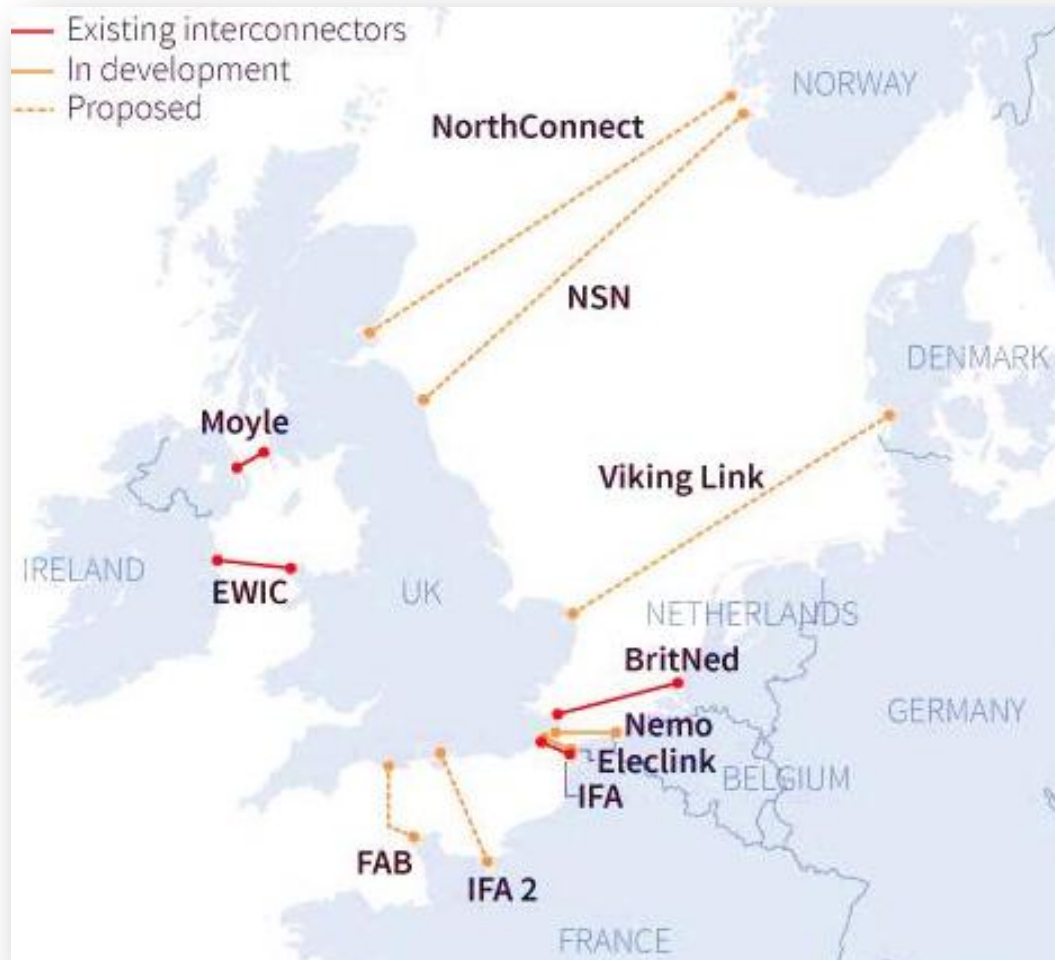 Existing interconnectors
In development
Proposed
NORWAY
NorthConnect
NSN
DENMARK
Moyle
Viking Link
IRELAND
EWIC
UK
NETHERLANDS
BritNed
GERMANY
Nemo
Eleclink
BELGIUM
IFA
FAB
IFA 2
FRANCE